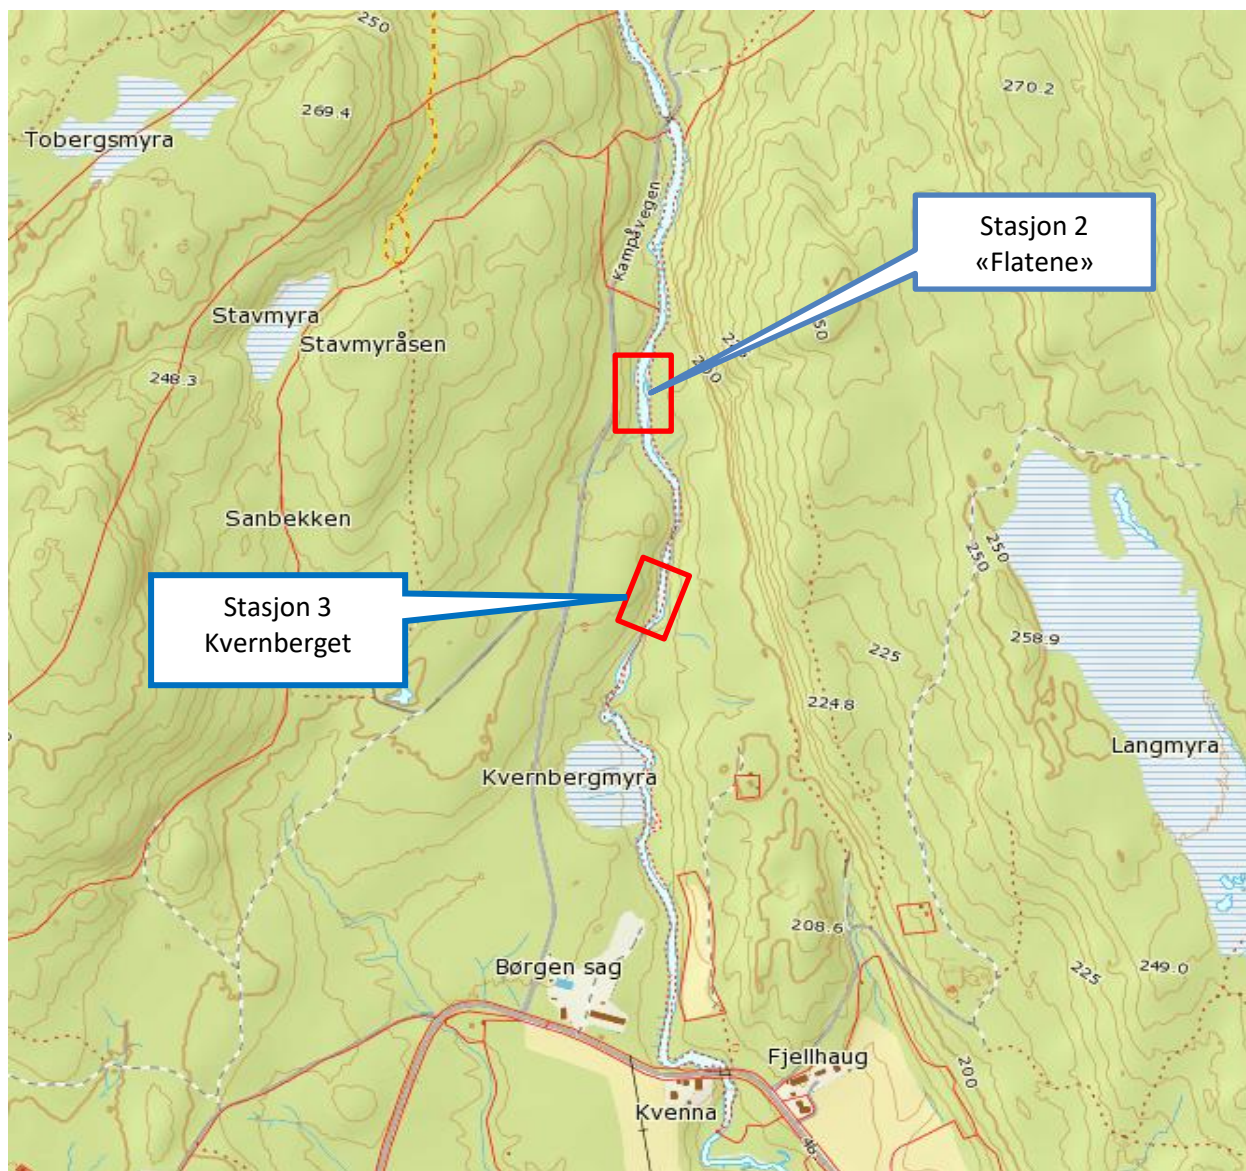 250
269.4
270.2
Tobergsmyra
Stasjon 2
«Flatene»
Kampåvegen
Stavmyra
Stavmyråsen
248.3
200
Sanbekken
250
250
Stasjon 3
Kvernberget
258.9
225
224.8
Langmyra
Kvernbergmyra
208.6
Børgen sag
225
249.0
Fjellhaug
200
Kvenna